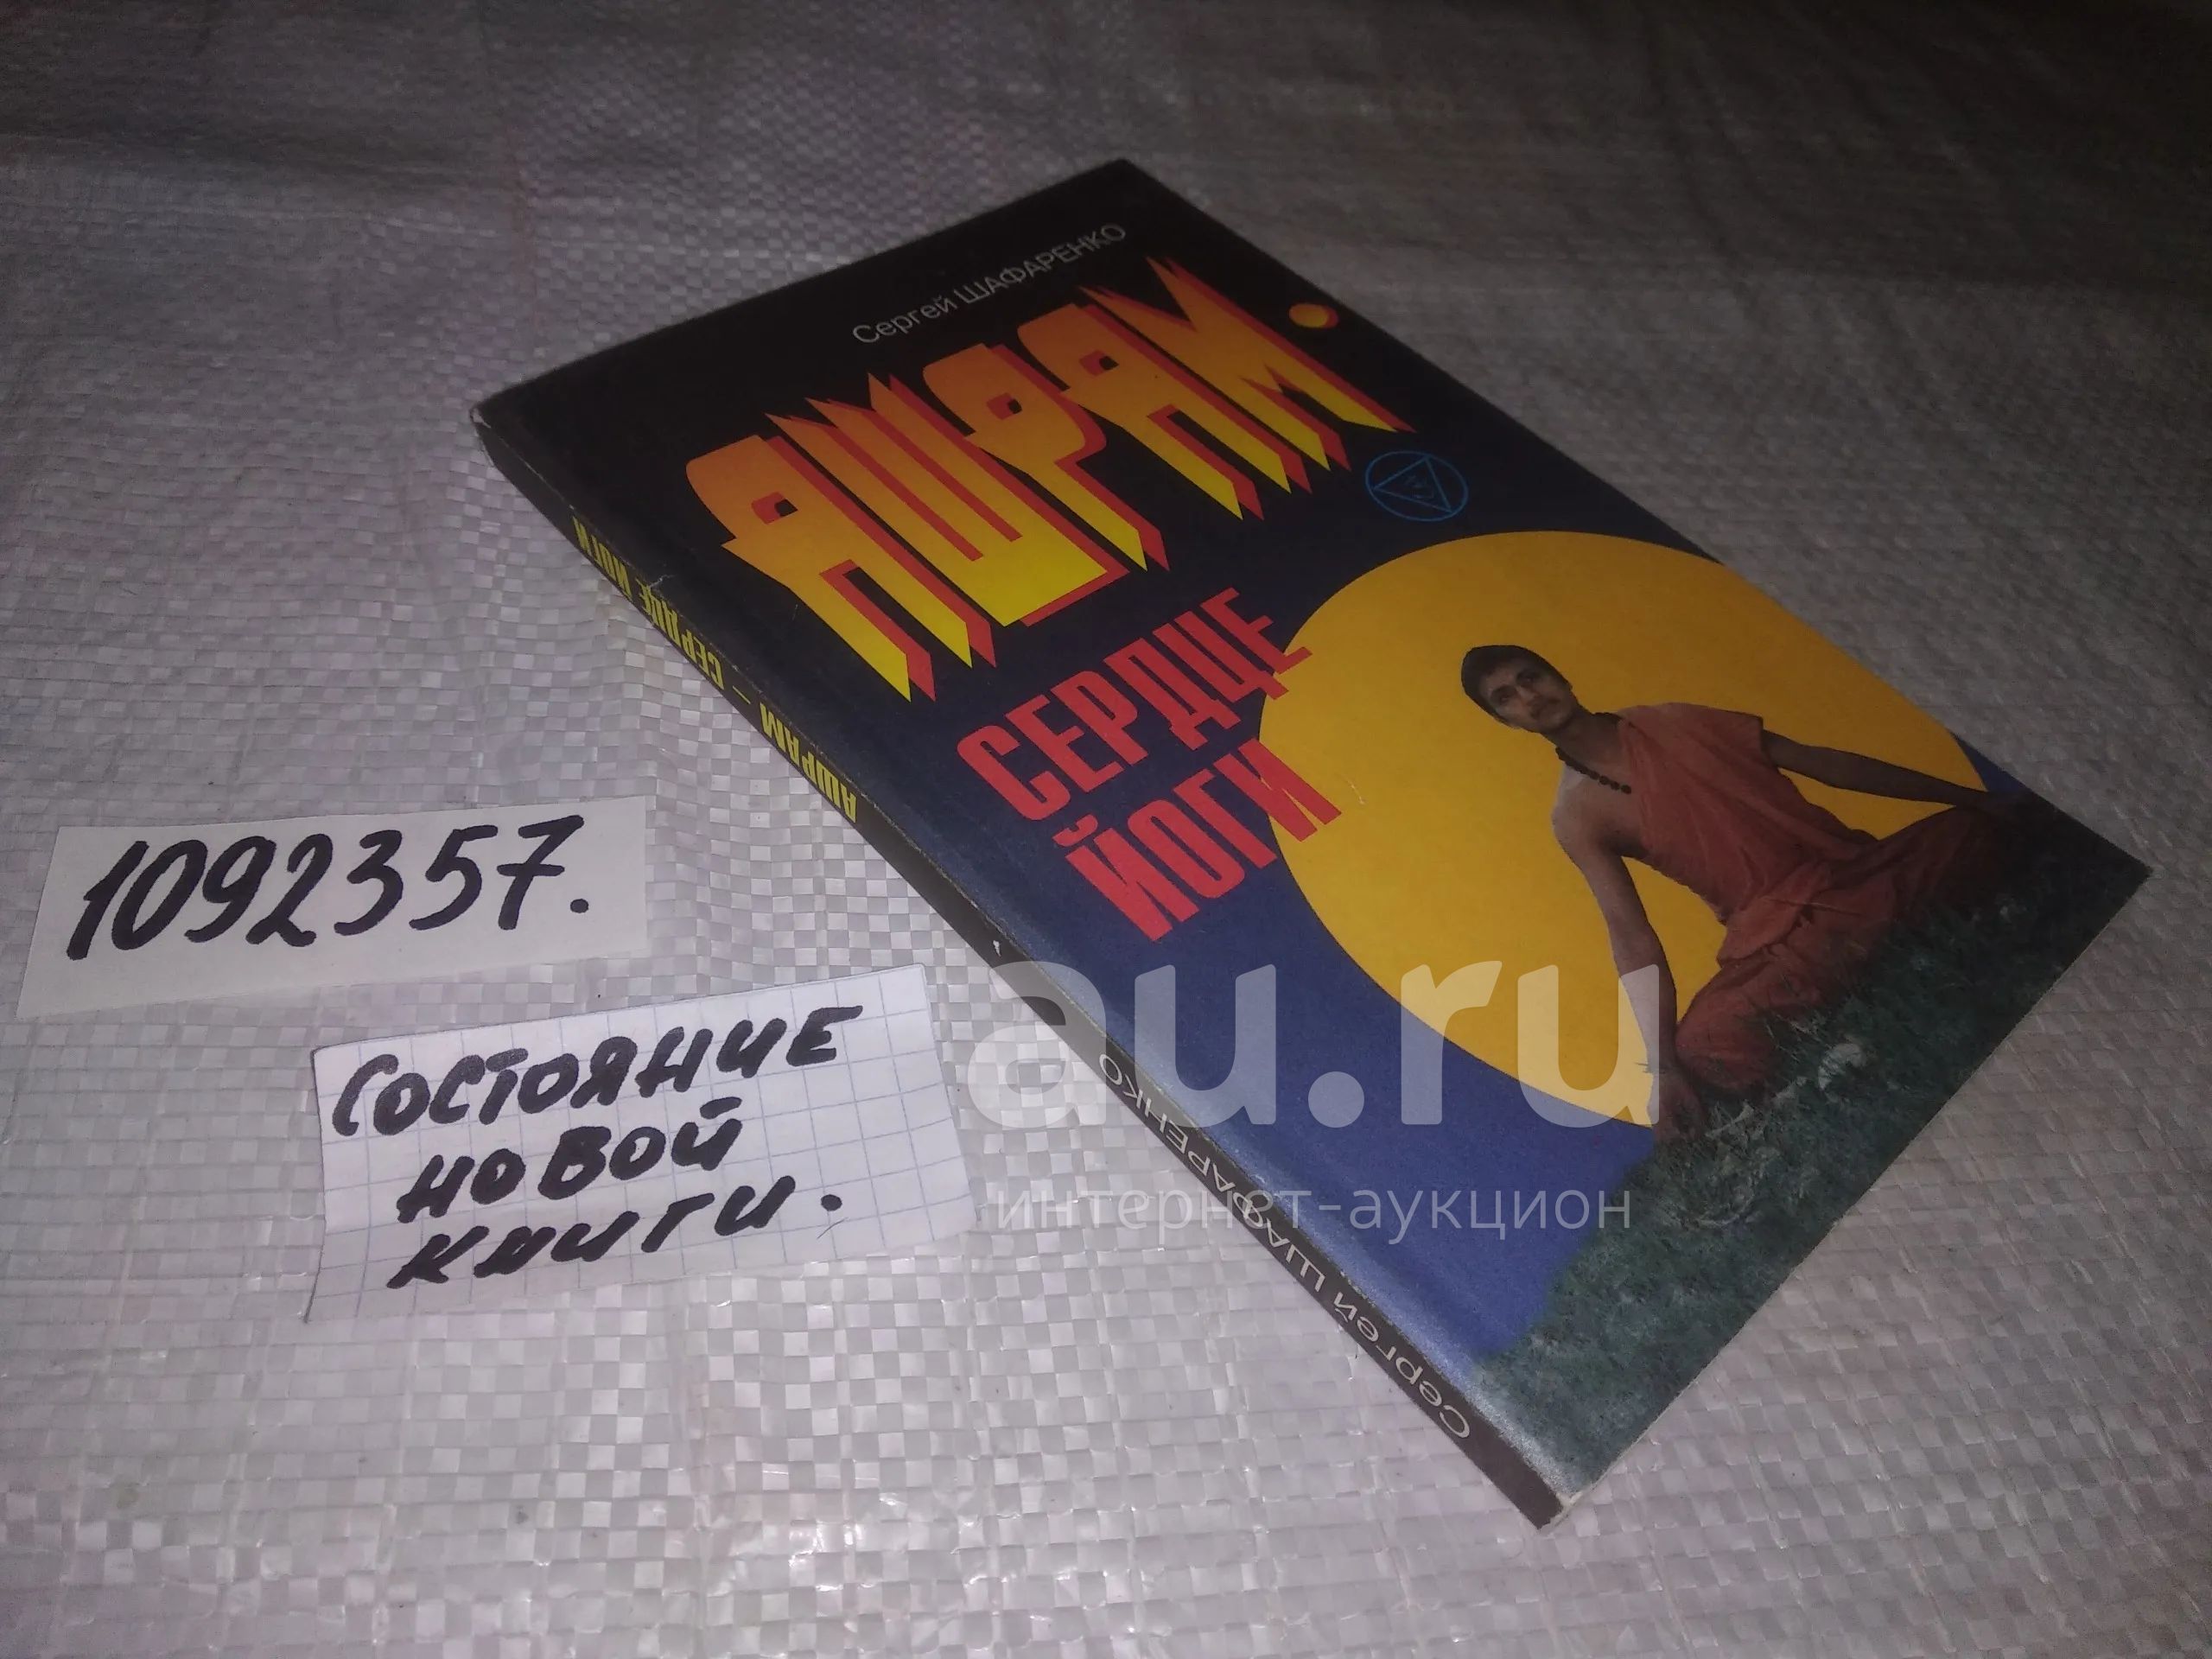 Сергей ШАФАРЕНКО
АШРАМ.
СЕРДЦЕ
ЙОГИ
АШРАМ – СЕРДЦЕ ЙОГИ
Сергей ШАФАРЕНКО
1092357.
СОСТОЯНИЕ
НОВОЙ
КНИГИ.
au.ru
интернет-аукцион